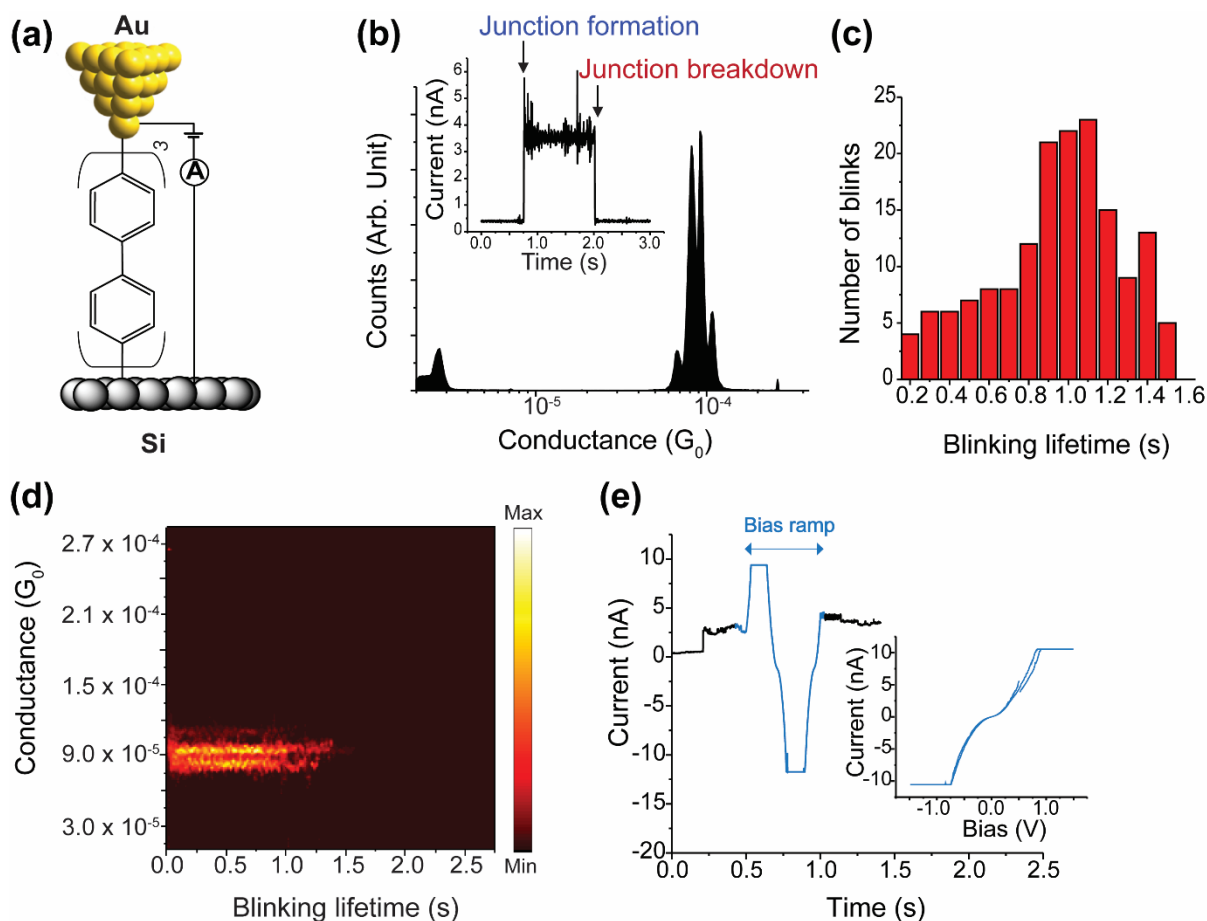 (a)
Au
3
A
Si
(b)
Junction formation
Junction breakdown
Current (nA)
6
5
4
3
2
1
0
0.0
1.0
2.0
3.0
Time (s)
Counts (Arb. Unit)
10⁻⁵
10⁻⁴
Conductance (G₀)
(c)
Number of blinks
25
20
15
10
5
0
0.2 0.4 0.6 0.8 1.0 1.2 1.4 1.6
Blinking lifetime (s)
(d)
Conductance (G₀)
2.7 x 10⁻⁴
2.1 x 10⁻⁴
1.5 x 10⁻⁴
9.0 x 10⁻⁵
3.0 x 10⁻⁵
0.0 0.5 1.0 1.5 2.0 2.5
Blinking lifetime (s)
Max
Min
(e)
Bias ramp
Current (nA)
10
5
0
-5
-10
-15
-20
0.0 0.5 1.0 1.5 2.0 2.5
Time (s)
Current (nA)
10
5
0
-5
-10
-1.0 0.0 1.0
Bias (V)